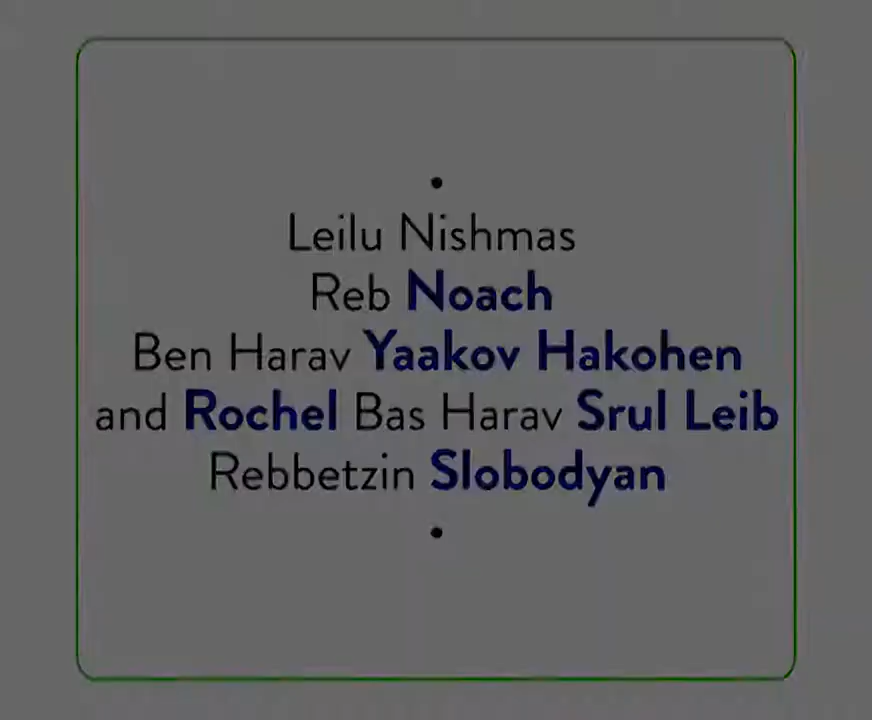 Leilu Nishmas
Reb Noach
Ben Harav Yaakov Hakohen
and Rochel Bas Harav Srul Leib
Rebbetzin Slobodyan